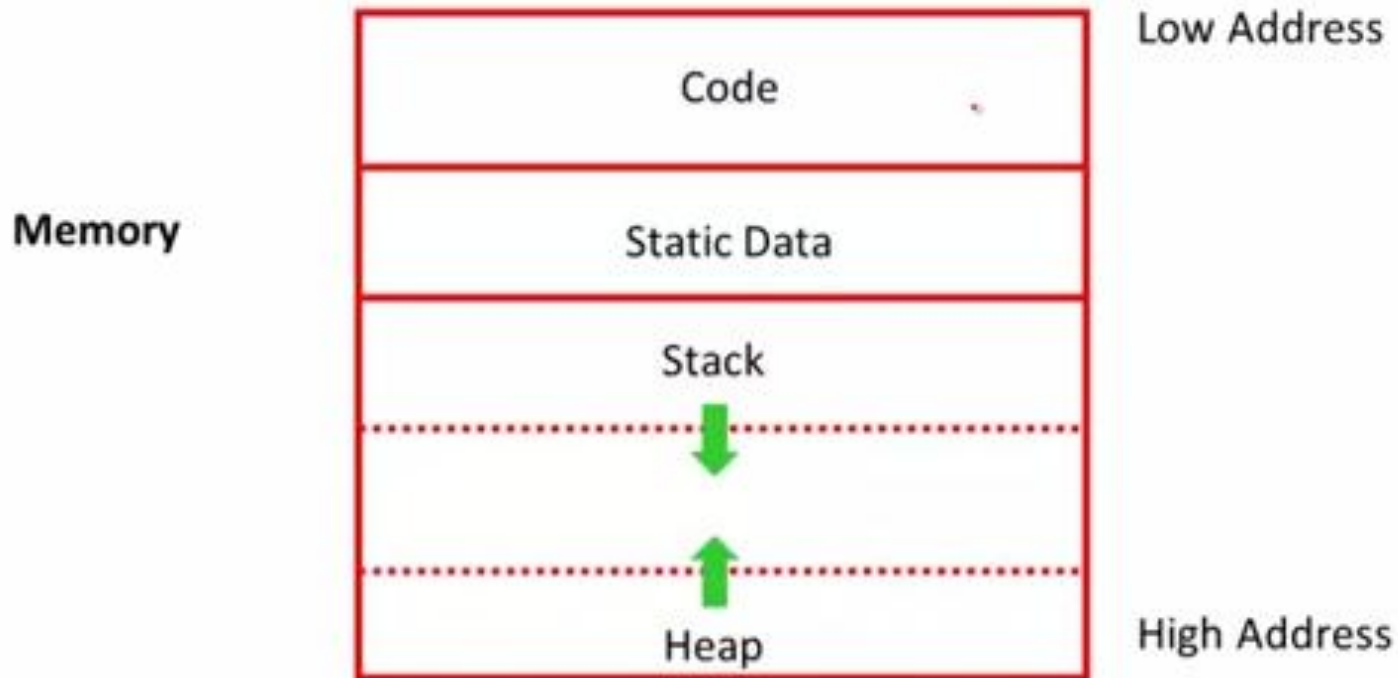 Low Address
Code
Memory
Static Data
Stack
Heap
High Address